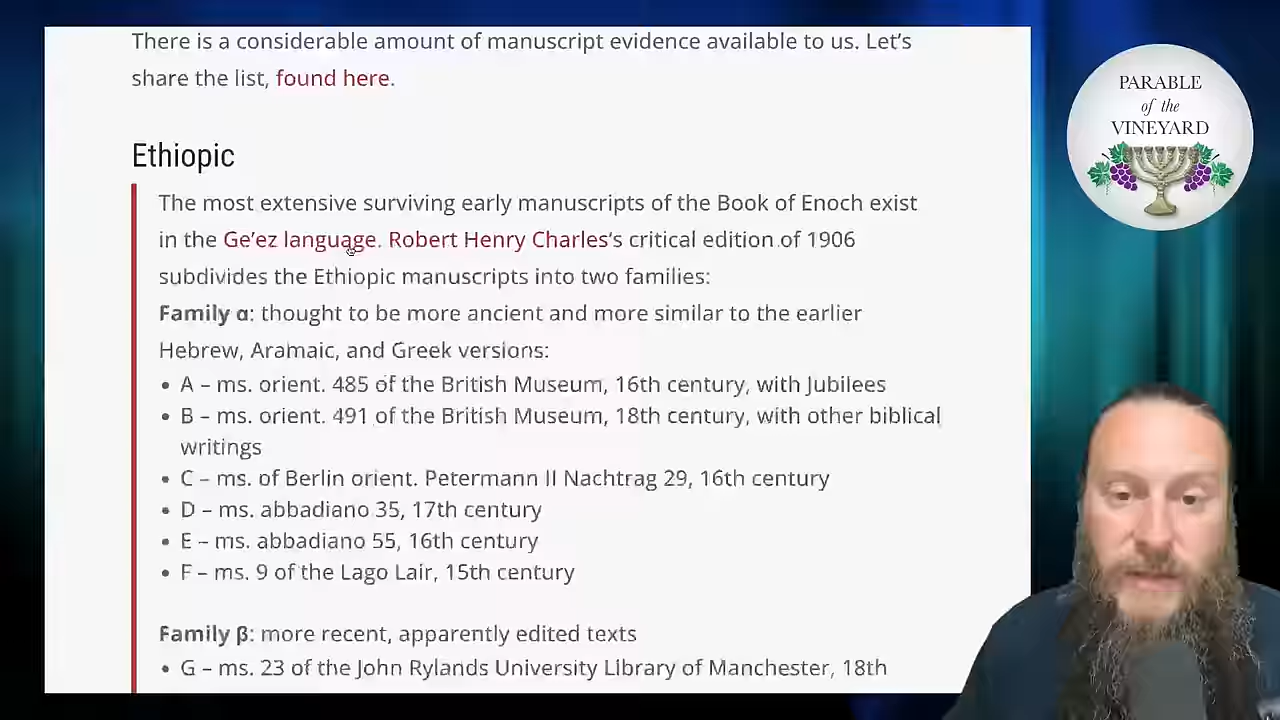 There is a considerable amount of manuscript evidence available to us. Let’s
share the list, found here.
Ethiopic
The most extensive surviving early manuscripts of the Book of Enoch exist
in the Ge’ez language. Robert Henry Charles‘s critical edition of 1906
subdivides the Ethiopic manuscripts into two families:
Family α: thought to be more ancient and more similar to the earlier
Hebrew, Aramaic, and Greek versions:
• A – ms. orient. 485 of the British Museum, 16th century, with Jubilees
• B – ms. orient. 491 of the British Museum, 18th century, with other biblical
writings
• C – ms. of Berlin orient. Petermann II Nachtrag 29, 16th century
• D – ms. abbadiano 35, 17th century
• E – ms. abbadiano 55, 16th century
• F – ms. 9 of the Lago Lair, 15th century
Family β: more recent, apparently edited texts
• G – ms. 23 of the John Rylands University Library of Manchester, 18th
PARABLE
of the
VINEYARD